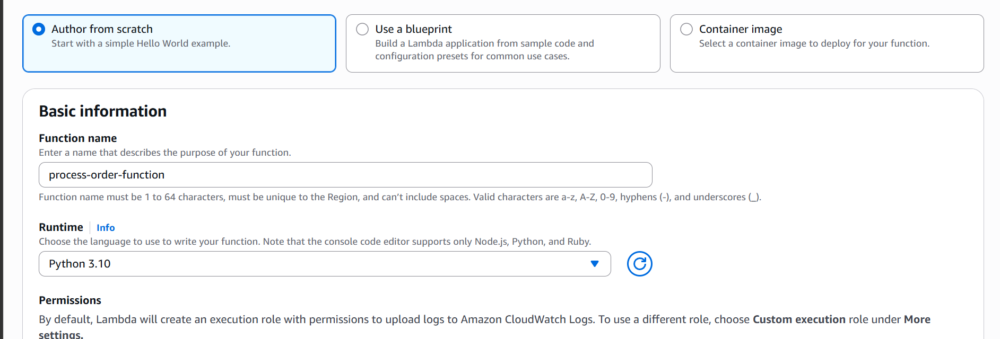 Author from scratch
Start with a simple Hello World example.
Use a blueprint
Build a Lambda application from sample code and
configuration presets for common use cases.
Container image
Select a container image to deploy for your function.
Basic information
Function name
Enter a name that describes the purpose of your function.
process-order-function
Function name must be 1 to 64 characters, must be unique to the Region, and can’t include spaces. Valid characters are a-z, A-Z, 0-9, hyphens (-), and underscores (_).
Runtime Info
Choose the language to use to write your function. Note that the console code editor supports only Node.js, Python, and Ruby.
Python 3.10
Permissions
By default, Lambda will create an execution role with permissions to upload logs to Amazon CloudWatch Logs. To use a different role, choose Custom execution role under More
settings.